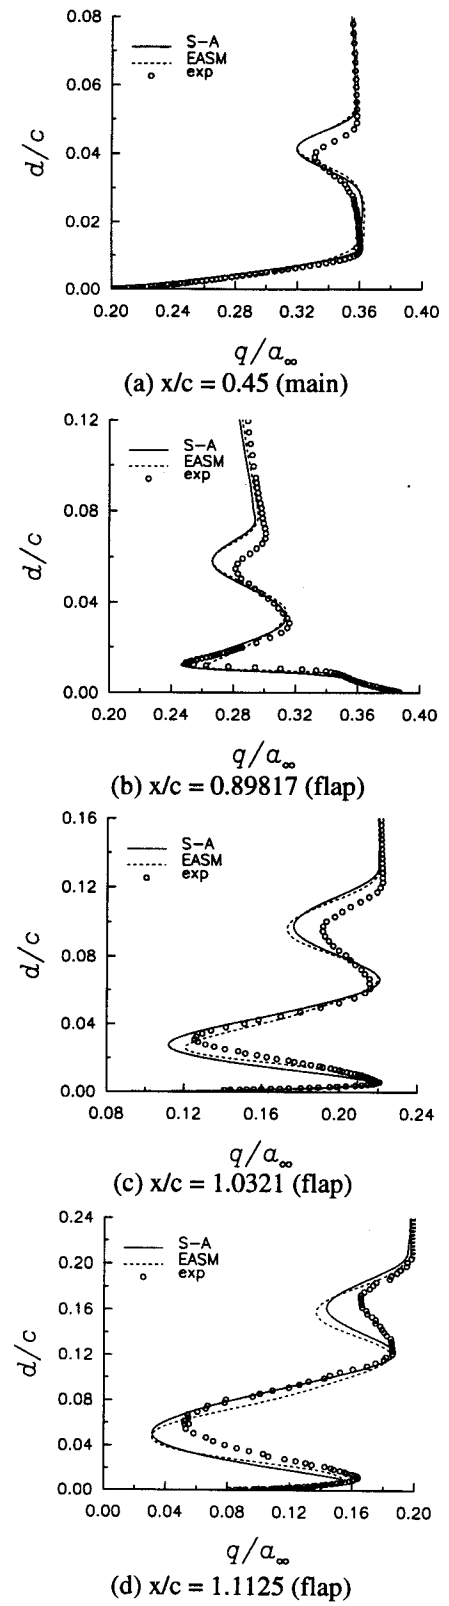 0.08
S-A
EASM
exp
0.06
d/c
0.04
0.02
0.00
0.20 0.24 0.28 0.32 0.36 0.40
q/a∞
(a) x/c = 0.45 (main)
0.12
S-A
EASM
exp
0.08
d/c
0.04
0.00
0.20 0.24 0.28 0.32 0.36 0.40
q/a∞
(b) x/c = 0.89817 (flap)
0.16
S-A
EASM
exp
0.12
d/c
0.08
0.04
0.00
0.08 0.12 0.16 0.20 0.24
q/a∞
(c) x/c = 1.0321 (flap)
0.24
S-A
EASM
exp
0.20
0.16
d/c
0.12
0.08
0.04
0.00
0.00 0.04 0.08 0.12 0.16 0.20
q/a∞
(d) x/c = 1.1125 (flap)